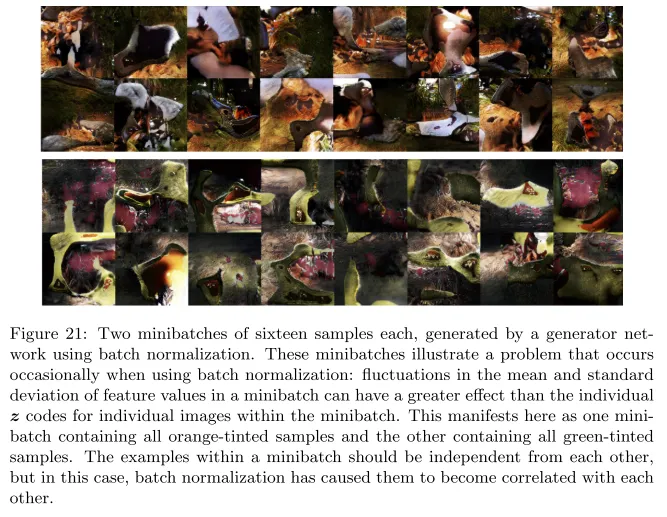 Figure 21: Two minibatches of sixteen samples each, generated by a generator net-
work using batch normalization. These minibatches illustrate a problem that occurs
occasionally when using batch normalization: fluctuations in the mean and standard
deviation of feature values in a minibatch can have a greater effect than the individual
z codes for individual images within the minibatch. This manifests here as one mini-
batch containing all orange-tinted samples and the other containing all green-tinted
samples. The examples within a minibatch should be independent from each other,
but in this case, batch normalization has caused them to become correlated with each
other.